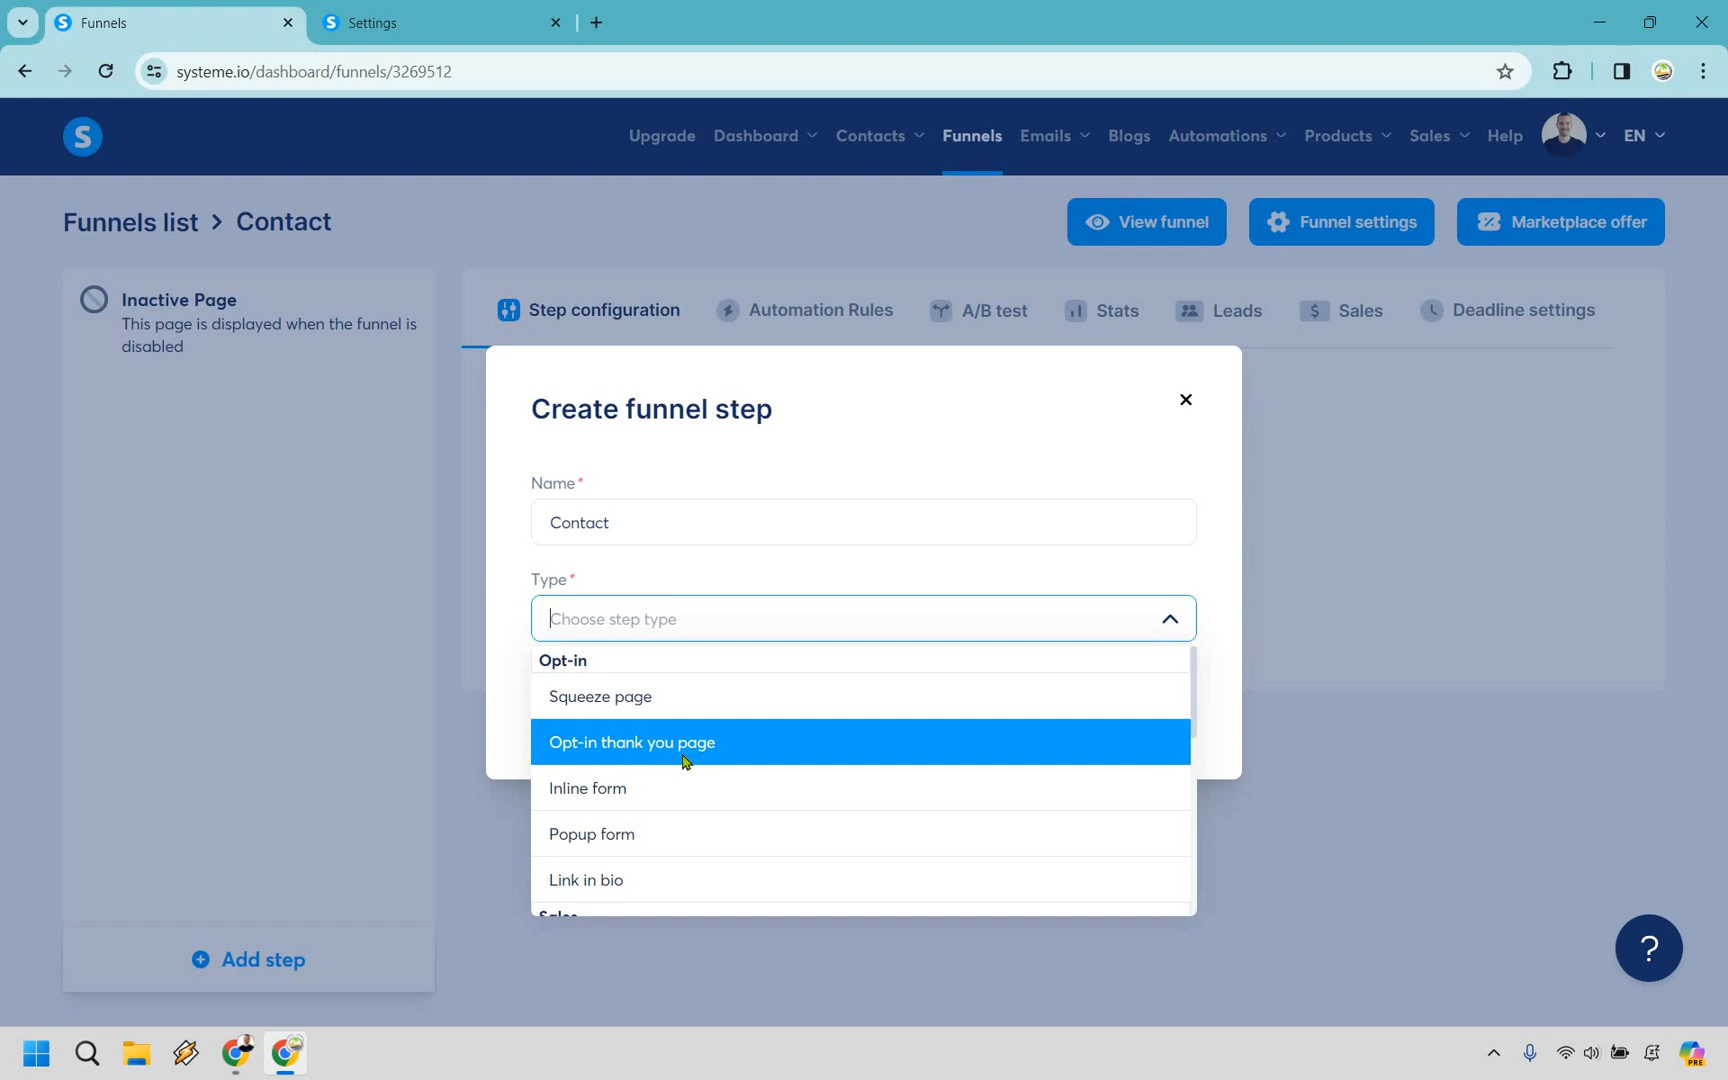 Funnels
Settings
systeme.io/dashboard/funnels/3269512
S
Upgrade
Dashboard
Contacts
Funnels
Emails
Blogs
Automations
Products
Sales
Help
EN
Funnels list > Contact
View funnel
Funnel settings
Marketplace offer
Inactive Page
This page is displayed when the funnel is
disabled
Step configuration
Automation Rules
A/B test
Stats
Leads
Sales
Deadline settings
Create funnel step
Name*
Contact
Type*
Choose step type
Opt-in
Squeeze page
Opt-in thank you page
Inline form
Popup form
Link in bio
Sales
Add step
?
PRE